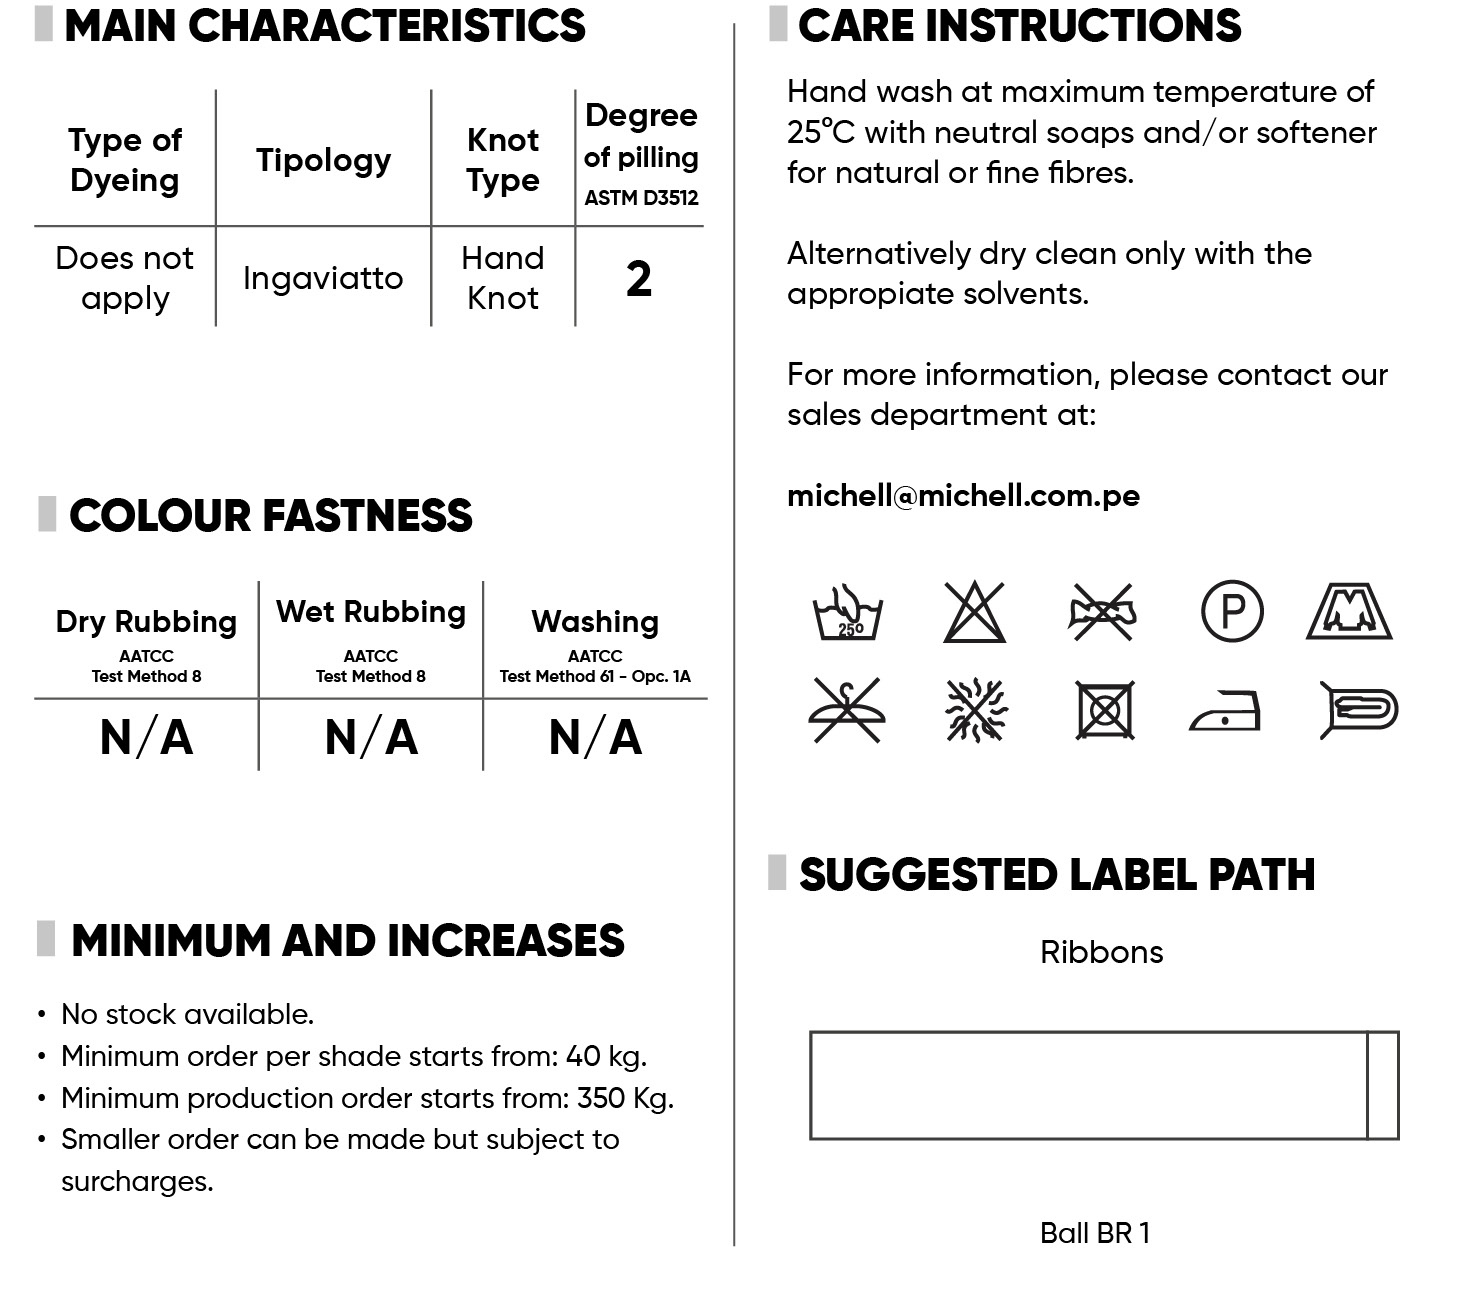 MAIN CHARACTERISTICS
Type of
Dyeing
Tipology
Knot
Type
Degree
of pilling
ASTM D3512
Does not
apply
Ingaviatto
Hand
Knot
2
COLOUR FASTNESS
Dry Rubbing
AATCC
Test Method 8
Wet Rubbing
AATCC
Test Method 8
Washing
AATCC
Test Method 61 - Opc. 1A
N/A
N/A
N/A
MINIMUM AND INCREASES
• No stock available.
• Minimum order per shade starts from: 40 kg.
• Minimum production order starts from: 350 Kg.
• Smaller order can be made but subject to
surcharges.
CARE INSTRUCTIONS
Hand wash at maximum temperature of
25°C with neutral soaps and/or softener
for natural or fine fibres.
Alternatively dry clean only with the
appropiate solvents.
For more information, please contact our
sales department at:
michell@michell.com.pe
25º
P
SUGGESTED LABEL PATH
Ribbons
Ball BR 1